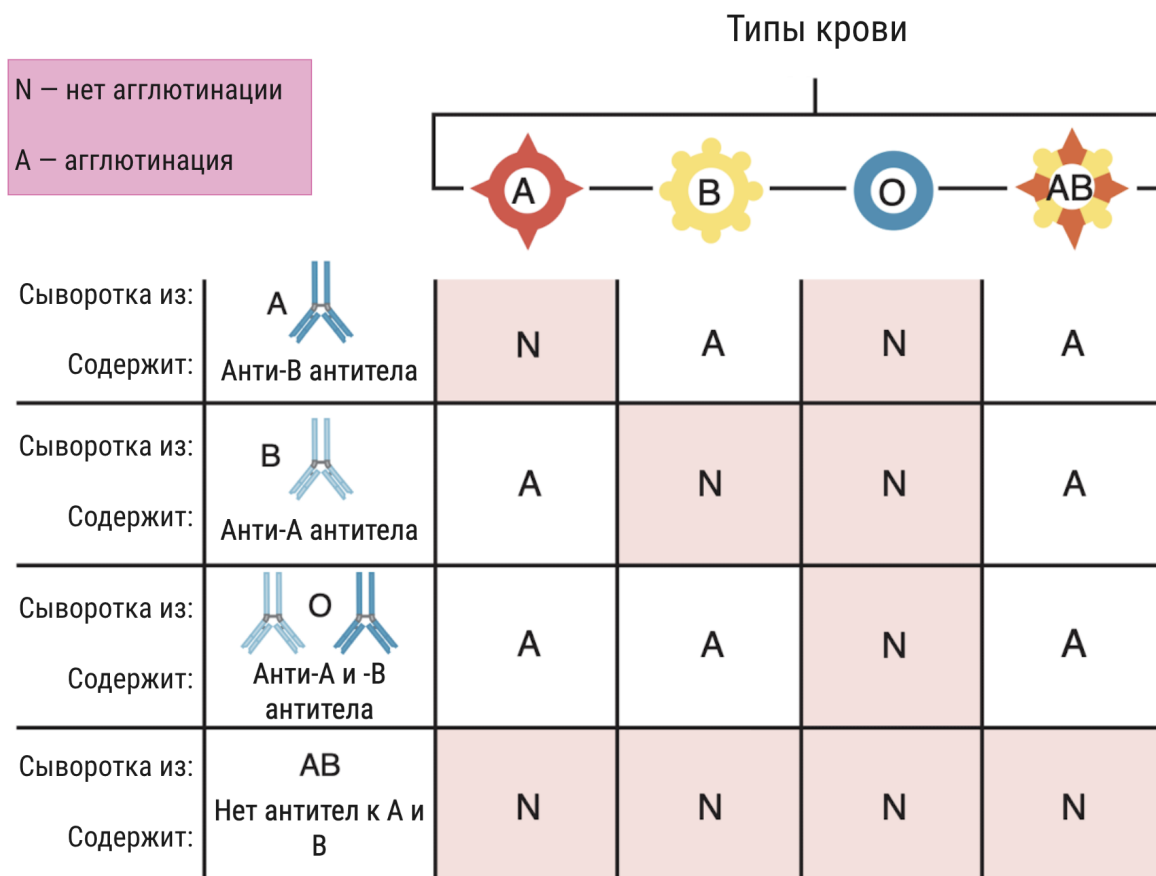 Типы крови
N — нет агглютинации
A — агглютинация
A
B
O
AB
Сыворотка из:
A
Содержит:
Анти-B антитела
N
A
N
A
Сыворотка из:
B
Содержит:
Анти-A антитела
A
N
N
A
Сыворотка из:
O
Содержит:
Анти-A и -B
антитела
A
A
N
A
Сыворотка из:
AB
Содержит:
Нет антител к A и
B
N
N
N
N